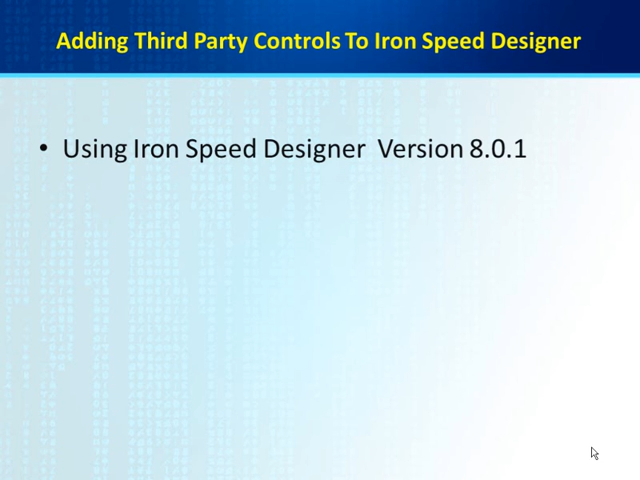 Adding Third Party Controls To Iron Speed Designer
• Using Iron Speed Designer  Version 8.0.1